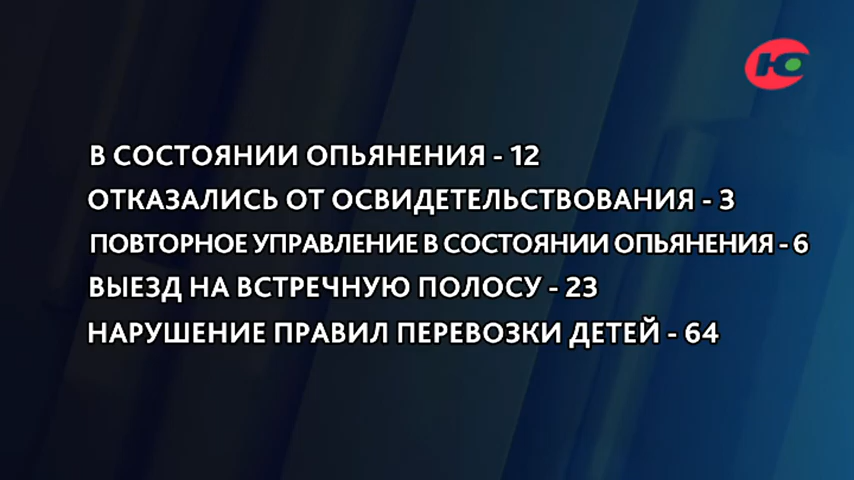 Ю
В СОСТОЯНИИ ОПЬЯНЕНИЯ - 12
ОТКАЗАЛИСЬ ОТ ОСВИДЕТЕЛЬСТВОВАНИЯ - 3
ПОВТОРНОЕ УПРАВЛЕНИЕ В СОСТОЯНИИ ОПЬЯНЕНИЯ - 6
ВЫЕЗД НА ВСТРЕЧНУЮ ПОЛОСУ - 23
НАРУШЕНИЕ ПРАВИЛ ПЕРЕВОЗКИ ДЕТЕЙ - 64